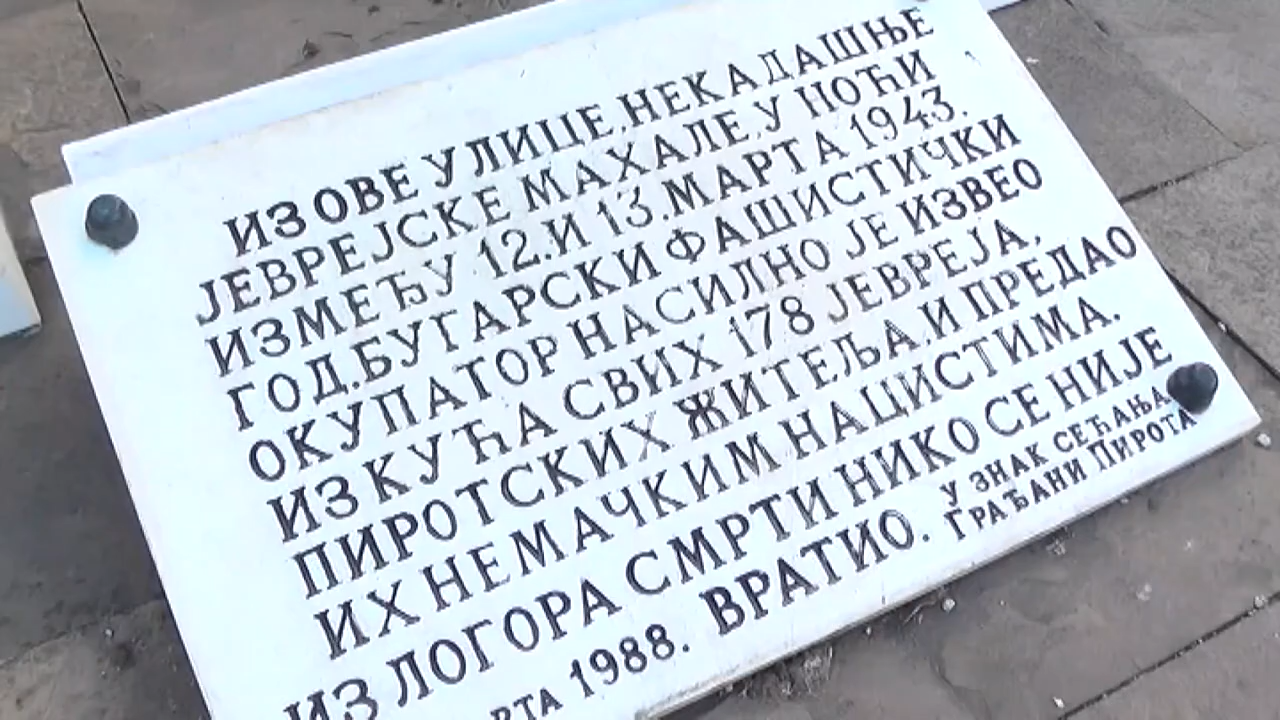 ИЗ ОВЕ УЛИЦЕ, НЕКАДАШЊЕ
ЈЕВРЕЈСКЕ МАХАЛЕ, У НОЋИ
ИЗМЕЂУ 12. И 13. МАРТА 1943.
ГОД. БУГАРСКИ ФАШИСТИЧКИ
ОКУПАТОР НАСИЛНО ЈЕ ИЗВЕО
ИЗ КУЋА СВИХ 178 ЈЕВРЕЈА,
ПИРОТСКИХ ЖИТЕЉА, И ПРЕДАО
ИХ НЕМАЧКИМ НАЦИСТИМА.
ИЗ ЛОГОРА СМРТИ НИКО СЕ НИЈЕ
ВРАТИО.
У ЗНАК СЕЋАЊА
ГРАЂАНИ ПИРОТА
1988.